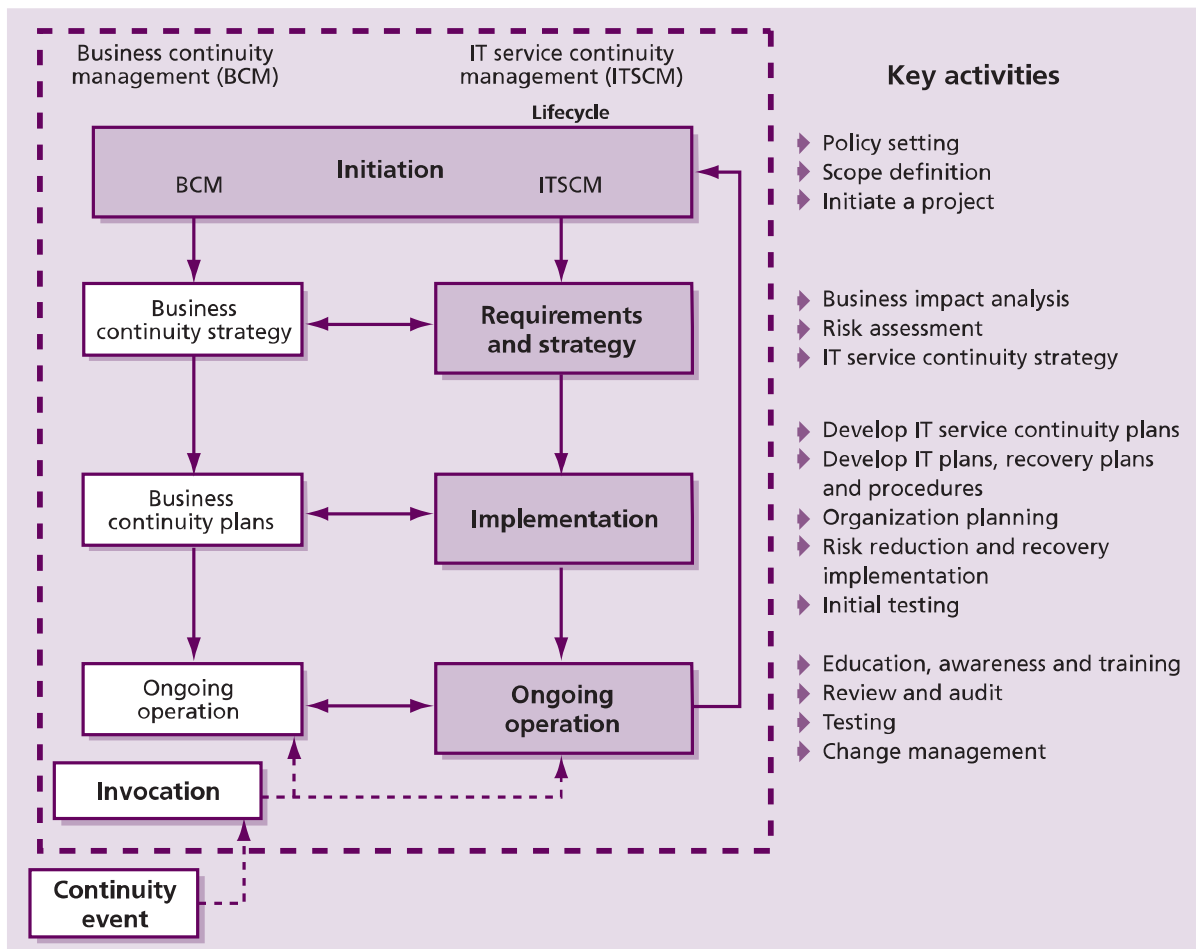 Business continuity
management (BCM)
IT service continuity
management (ITSCM)
Lifecycle
Initiation
BCM
ITSCM
Business
continuity strategy
Requirements
and strategy
Business
continuity plans
Implementation
Ongoing
operation
Ongoing
operation
Invocation
Continuity
event
Key activities
Policy setting
Scope definition
Initiate a project
Business impact analysis
Risk assessment
IT service continuity strategy
Develop IT service continuity plans
Develop IT plans, recovery plans
and procedures
Organization planning
Risk reduction and recovery
implementation
Initial testing
Education, awareness and training
Review and audit
Testing
Change management